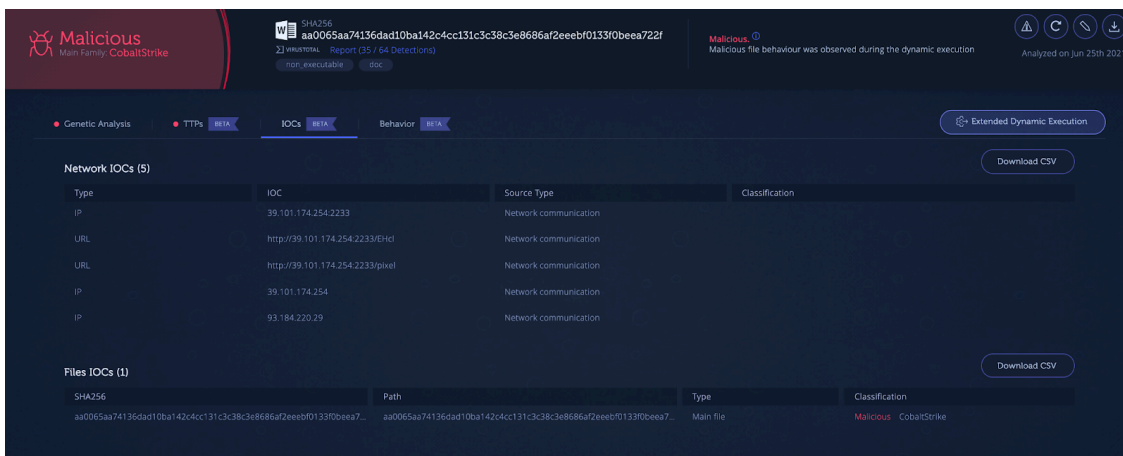 Malicious
Main Family: CobaltStrike
SHA256
aa0065aa74136dad10ba142c4cc131c3c38c3e8686af2eeebf0133f0beea722f
VIRUSTOTAL Report (35 / 64 Detections)
non_executable doc
Malicious.
Malicious file behaviour was observed during the dynamic execution
Analyzed on Jun 25th 202
Genetic Analysis TTPs BETA IOCs BETA Behavior BETA
Extended Dynamic Execution
Network IOCs (5)
Download CSV
Type IOC Source Type Classification
IP 39.101.174.254:2233 Network communication
URL http://39.101.174.254:2233/EHcl Network communication
URL http://39.101.174.254:2233/pixel Network communication
IP 39.101.174.254 Network communication
IP 93.184.220.29 Network communication
Files IOCs (1)
Download CSV
SHA256 Path Type Classification
aa0065aa74136dad10ba142c4cc131c3c38c3e8686af2eeebf0133f0beea7... aa0065aa74136dad10ba142c4cc131c3c38c3e8686af2eeebf0133f0beea7... Main file Malicious CobaltStrike